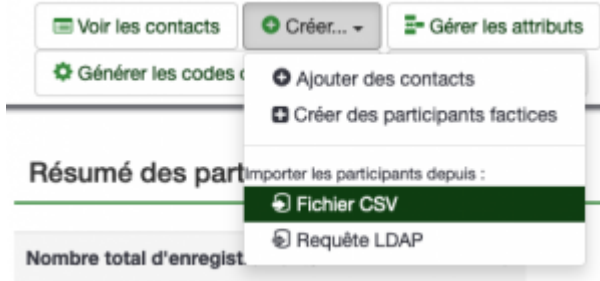 Voir les contacts
Créer...
Gérer les attributs
Générer les codes
Ajouter des contacts
Créer des participants factices
Résumé des part
Importer les participants depuis :
Fichier CSV
Requête LDAP
Nombre total d'enregist